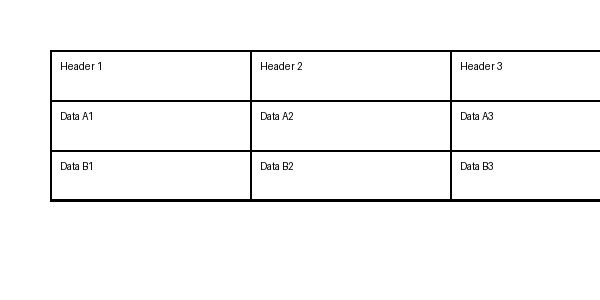 Header 1 Header 2 Header 3
Data A1 Data A2 Data A3
Data B1 Data B2 Data B3